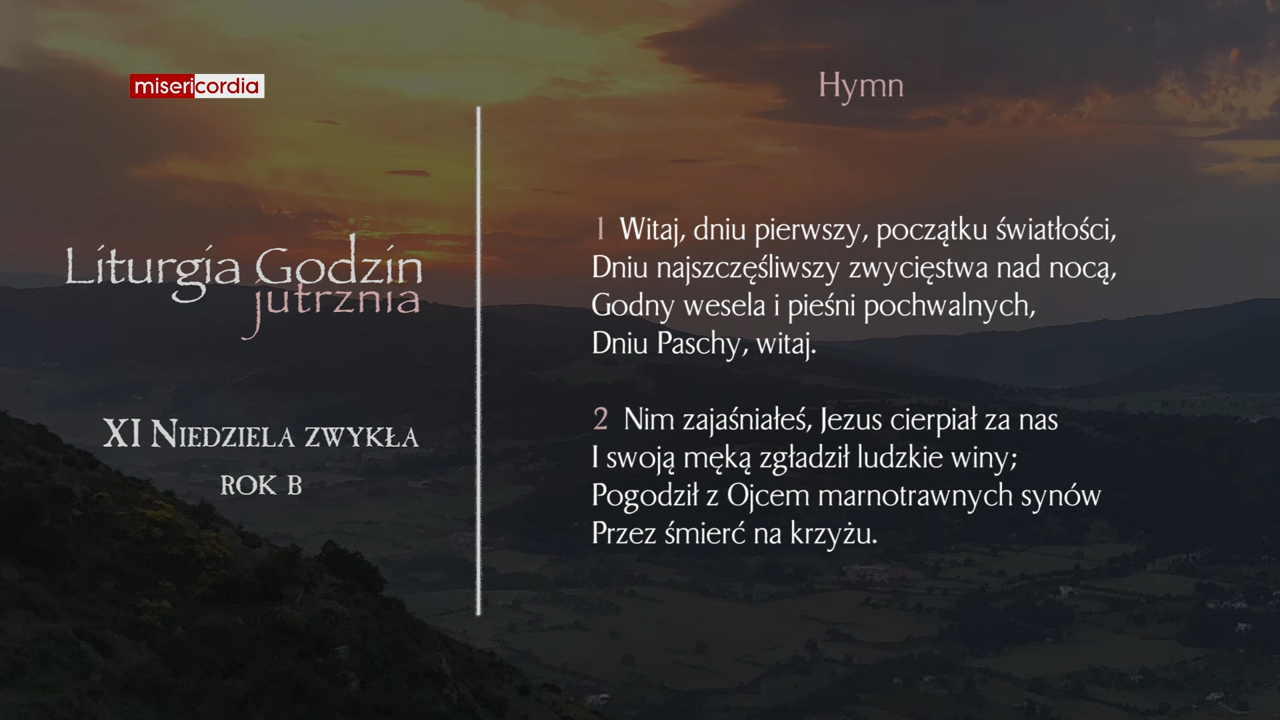 misericordia
Liturgia Godzin
jutrznia
XI Niedziela zwykła
rok B
Hymn
1 Witaj, dniu pierwszy, początku światłości,
Dniu najszczęśliwszy zwycięstwa nad nocą,
Godny wesela i pieśni pochwalnych,
Dniu Paschy, witaj.
2 Nim zajaśniałeś, Jezus cierpiał za nas
I swoją męką zgładził ludzkie winy;
Pogodził z Ojcem marnotrawnych synów
Przez śmierć na krzyżu.